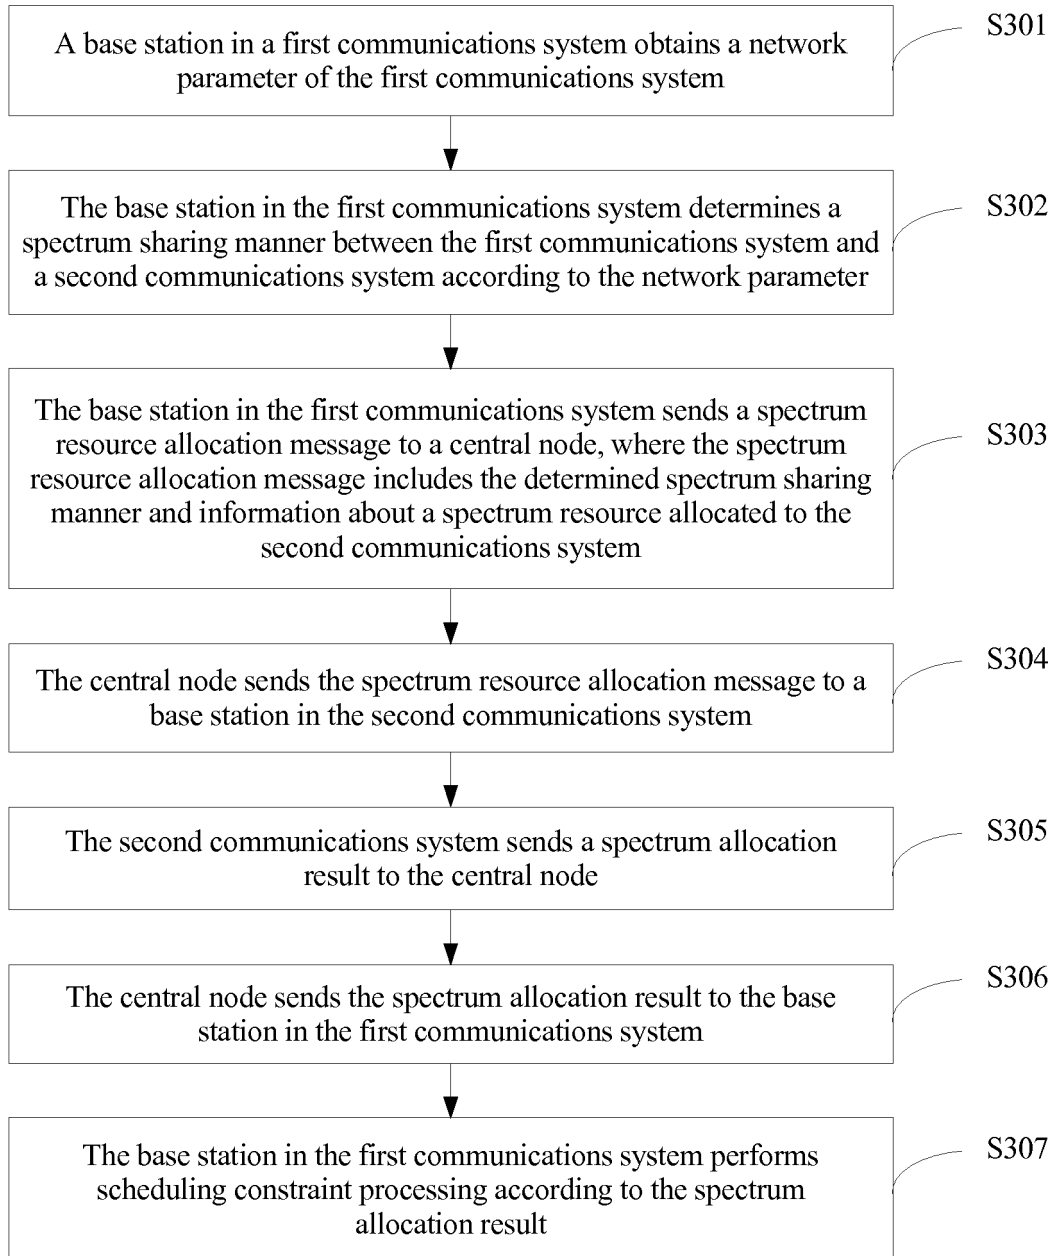 A base station in a first communications system obtains a network
parameter of the first communications system
S301
The base station in the first communications system determines a
spectrum sharing manner between the first communications system and
a second communications system according to the network parameter
S302
The base station in the first communications system sends a spectrum
resource allocation message to a central node, where the spectrum
resource allocation message includes the determined spectrum sharing
manner and information about a spectrum resource allocated to the
second communications system
S303
The central node sends the spectrum resource allocation message to a
base station in the second communications system
S304
The second communications system sends a spectrum allocation
result to the central node
S305
The central node sends the spectrum allocation result to the base
station in the first communications system
S306
The base station in the first communications system performs
scheduling constraint processing according to the spectrum
allocation result
S307